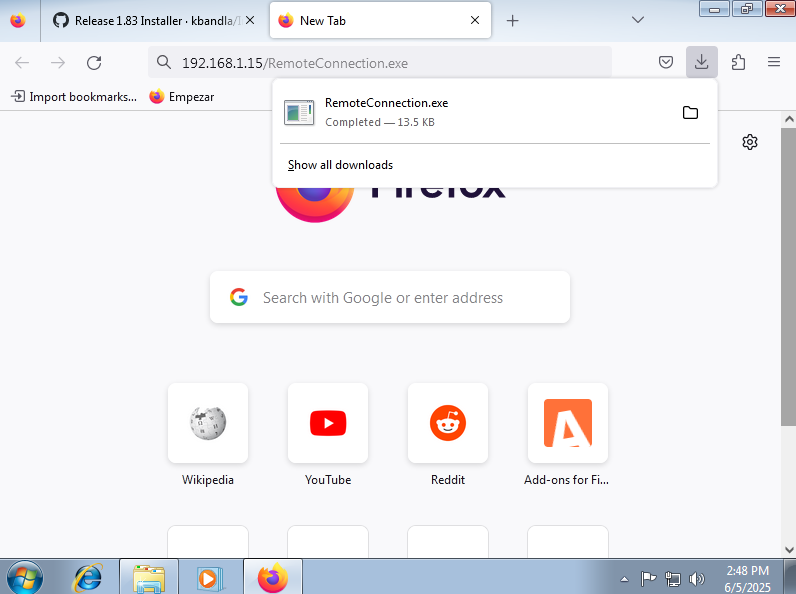 Release 1.83 Installer · kbandla/
New Tab
192.168.1.15/RemoteConnection.exe
Import bookmarks...
Empezar
RemoteConnection.exe
Completed — 13.5 KB
Show all downloads
Firefox
Search with Google or enter address
Wikipedia
YouTube
Reddit
Add-ons for Fi...
2:48 PM
6/5/2025